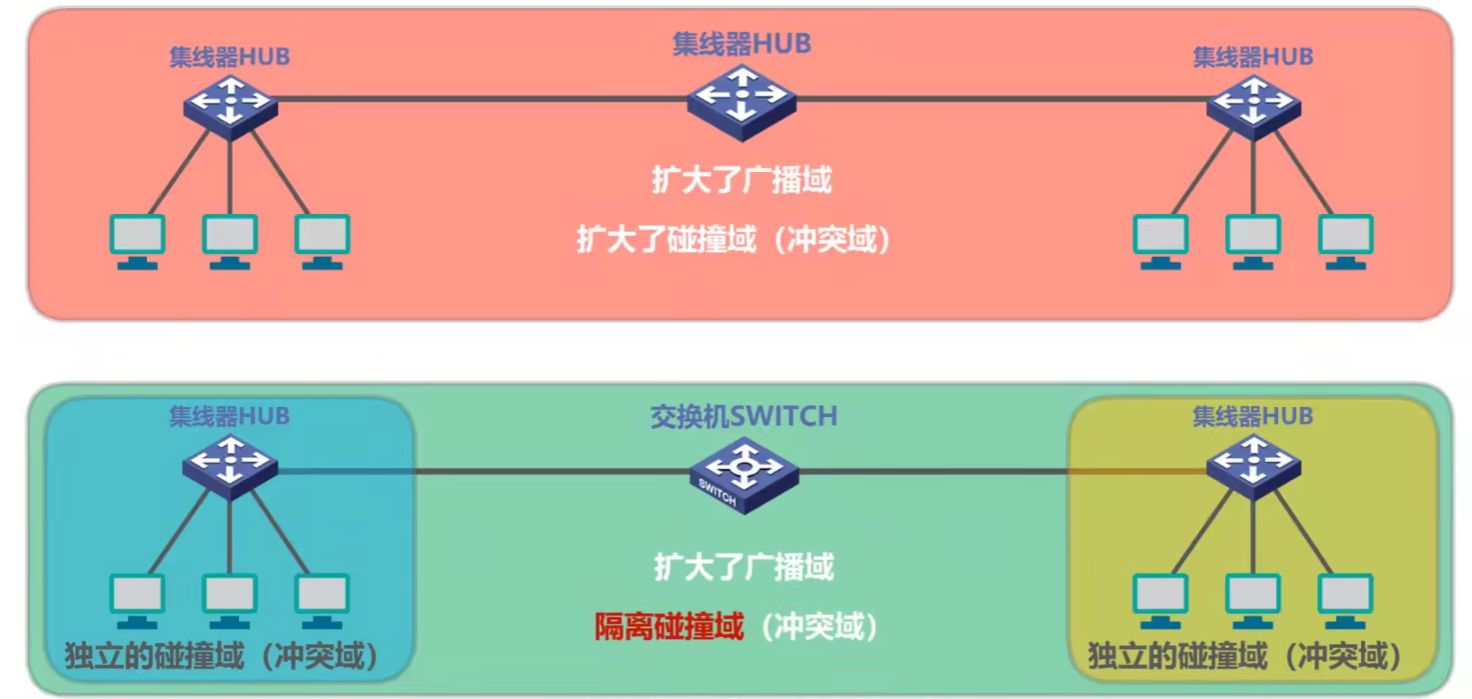 集线器HUB
集线器HUB
集线器HUB
扩大了广播域
扩大了碰撞域（冲突域）
集线器HUB
交换机SWITCH
集线器HUB
SWITCH
扩大了广播域
隔离碰撞域（冲突域）
独立的碰撞域（冲突域）
独立的碰撞域（冲突域）